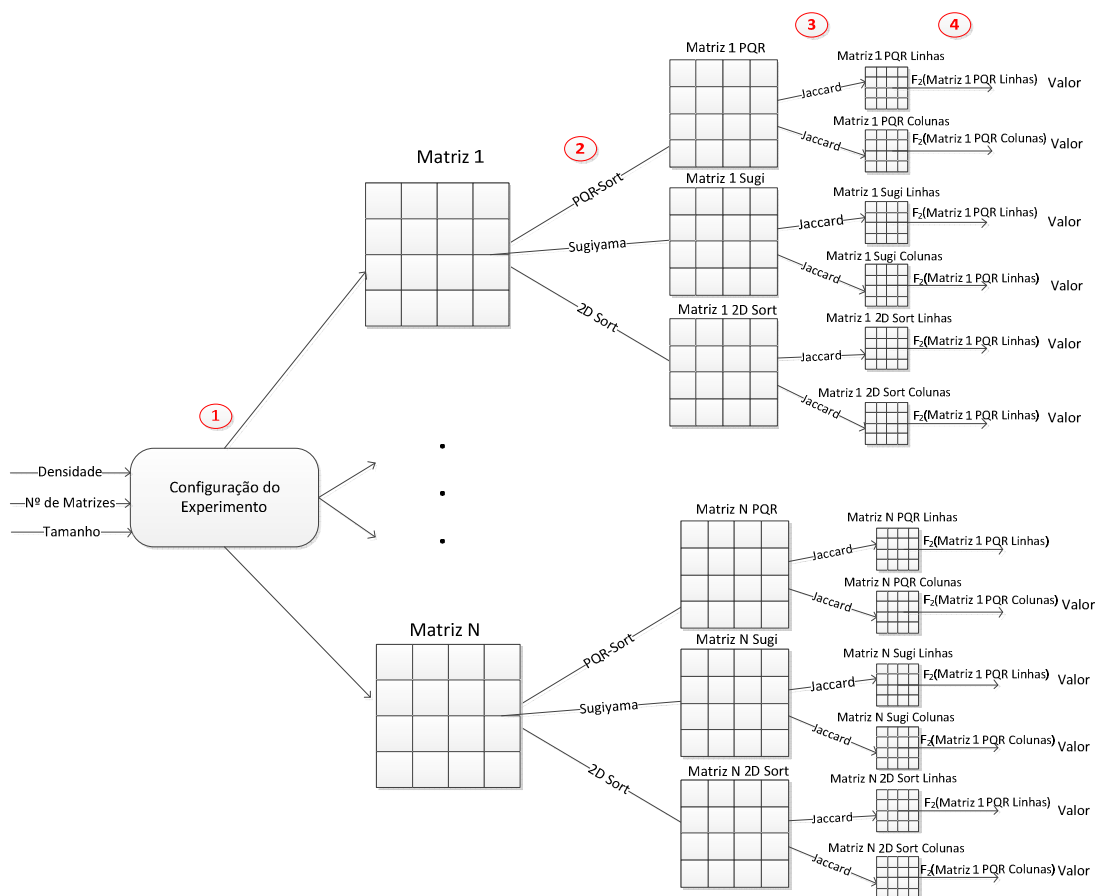 3
4
Matriz 1 PQR
Matriz 1 PQR Linhas
Jaccard
F2(Matriz 1 PQR Linhas)
Valor
Matriz 1 PQR Colunas
Jaccard
F2(Matriz 1 PQR Colunas)
Valor
2
Matriz 1
PQR-Sort
Sugiyama
2D Sort
Matriz 1 Sugi
Matriz 1 Sugi Linhas
Jaccard
F2(Matriz 1 PQR Linhas)
Valor
Matriz 1 Sugi Colunas
Jaccard
F2(Matriz 1 PQR Linhas)
Valor
Matriz 1 2D Sort
Matriz 1 2D Sort Linhas
Jaccard
F2(Matriz 1 PQR Linhas)
Valor
Matriz 1 2D Sort Colunas
Jaccard
F2(Matriz 1 PQR Linhas)
Valor
1
Densidade
Nº de Matrizes
Tamanho
Configuração do
Experimento
Matriz N
PQR-Sort
Sugiyama
2D Sort
Matriz N PQR
Matriz N PQR Linhas
Jaccard
F2(Matriz 1 PQR Linhas)
Matriz N PQR Colunas
Jaccard
F2(Matriz 1 PQR Colunas)
Valor
Matriz N Sugi
Matriz N Sugi Linhas
Jaccard
F2(Matriz 1 PQR Linhas)
Valor
Matriz N Sugi Colunas
Jaccard
F2(Matriz 1 PQR Colunas)
Valor
Matriz N 2D Sort
Matriz N 2D Sort Linhas
Jaccard
F2(Matriz 1 PQR Linhas)
Valor
Matriz N 2D Sort Colunas
Jaccard
F2(Matriz 1 PQR Colunas)
Valor